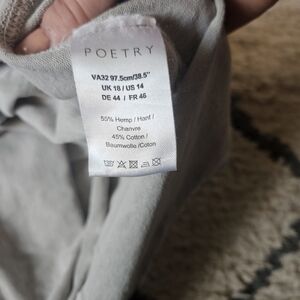 POETRY
VA32 97.5cm/38.5"
UK 18 / US 14
DE 44 / FR 46
55% Hemp / Hanf /
Chanvre
45% Cotton /
Baumwolle /Coton